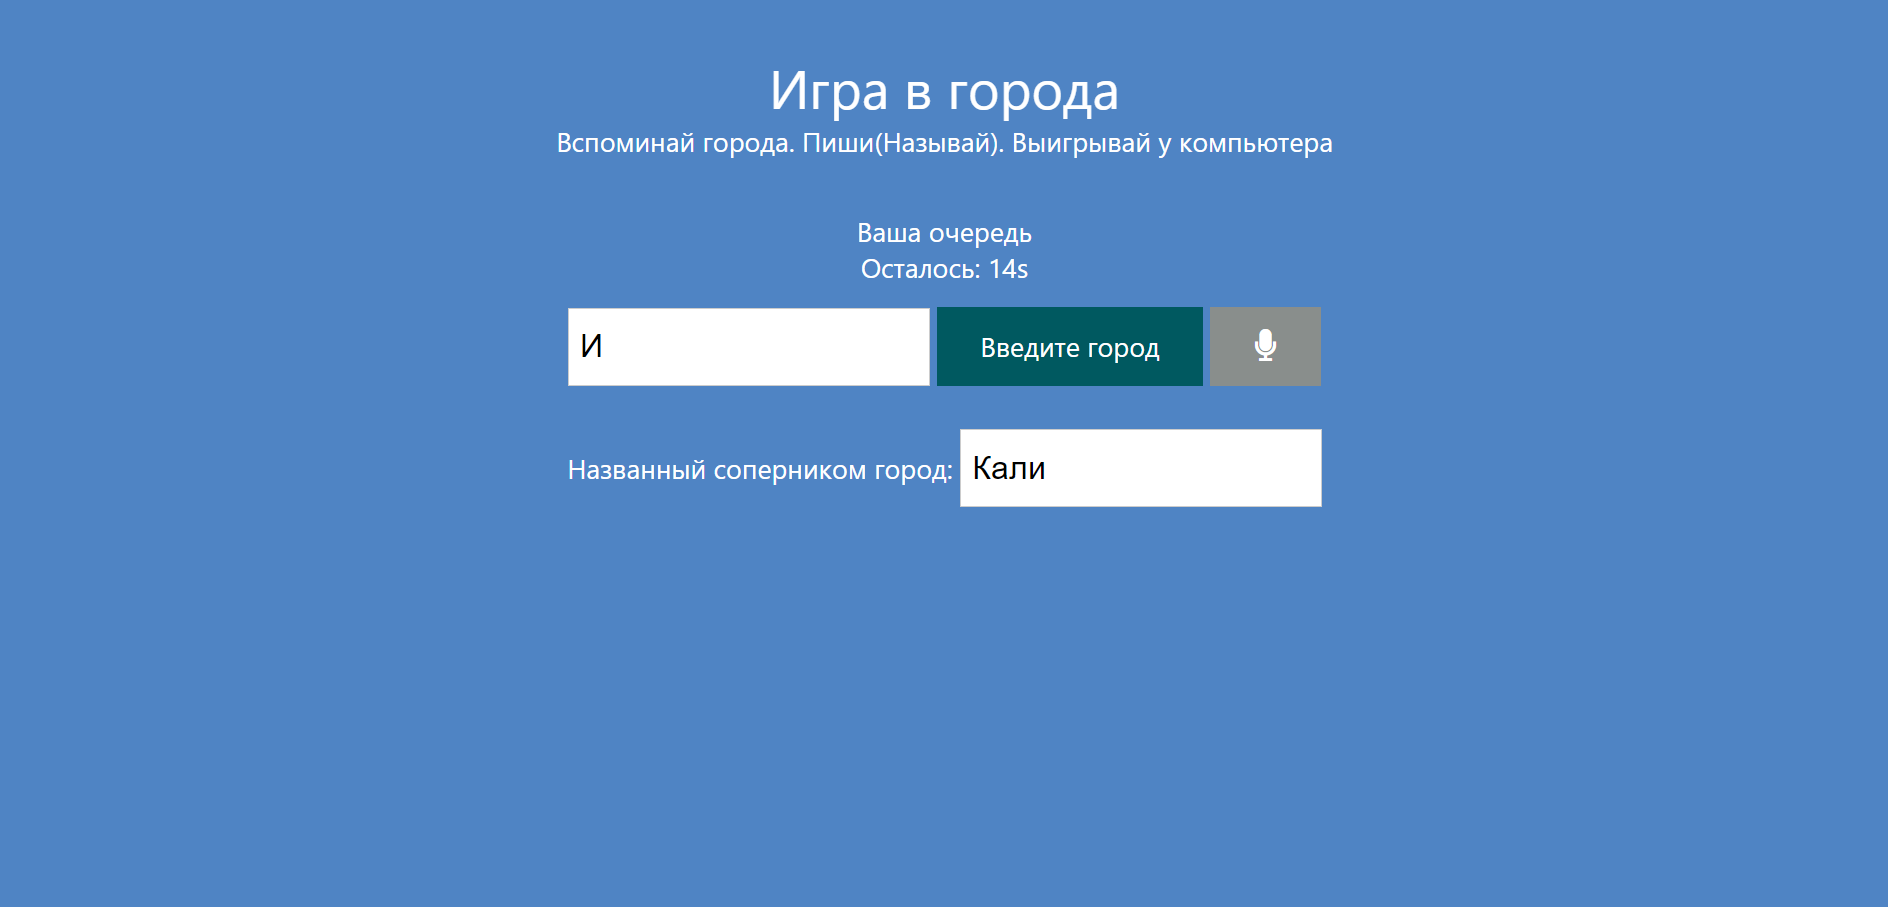 Игра в города
Вспоминай города. Пиши(Называй). Выигрывай у компьютера
Ваша очередь
Осталось: 14s
И
Введите город
Названный соперником город:
Кали